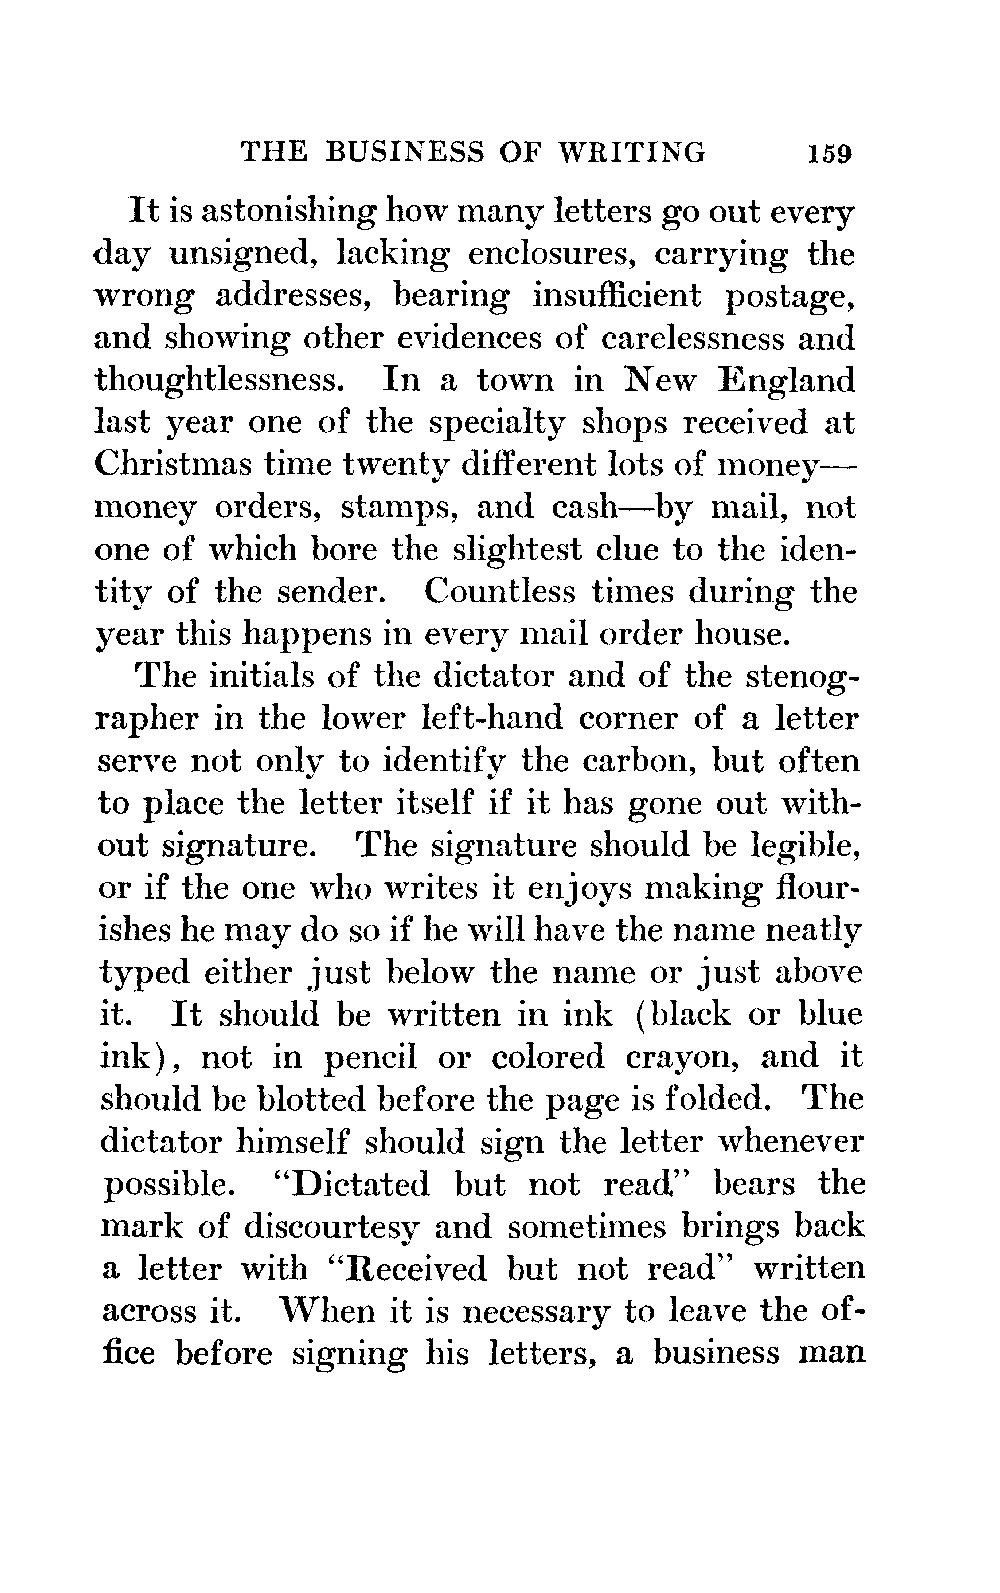 THE BUSINESS OF WRITING 159
It is astonishing how many letters go out every
day unsigned, lacking enclosures, carrying the
wrong addresses, bearing insufficient postage,
and showing other evidences of carelessness and
thoughtlessness. In a town in New England
last year one of the specialty shops received at
Christmas time twenty different lots of money—
money orders, stamps, and cash—by mail, not
one of which bore the slightest clue to the iden-
tity of the sender. Countless times during the
year this happens in every mail order house.
The initials of the dictator and of the stenog-
rapher in the lower left-hand corner of a letter
serve not only to identify the carbon, but often
to place the letter itself if it has gone out with-
out signature. The signature should be legible,
or if the one who writes it enjoys making flour-
ishes he may do so if he will have the name neatly
typed either just below the name or just above
it. It should be written in ink (black or blue
ink), not in pencil or colored crayon, and it
should be blotted before the page is folded. The
dictator himself should sign the letter whenever
possible. “Dictated but not read” bears the
mark of discourtesy and sometimes brings back
a letter with “Received but not read” written
across it. When it is necessary to leave the of-
fice before signing his letters, a business man